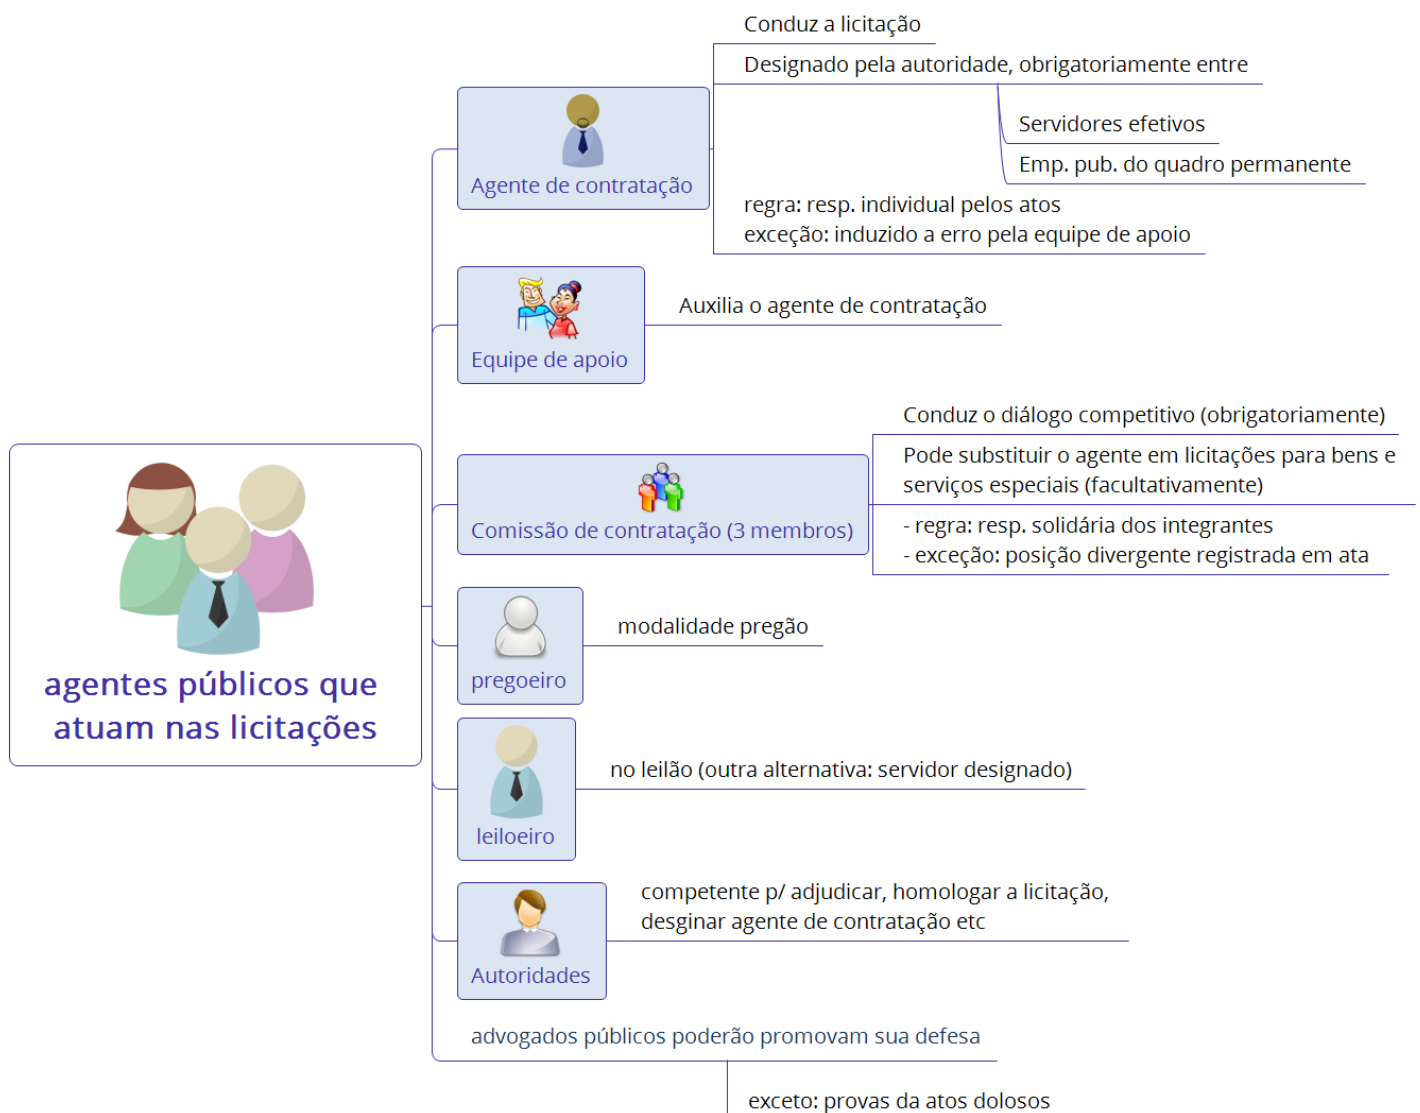 agentes públicos que
atuam nas licitações
Agente de contratação
Conduz a licitação
Designado pela autoridade, obrigatoriamente entre
Servidores efetivos
Emp. pub. do quadro permanente
regra: resp. individual pelos atos
exceção: induzido a erro pela equipe de apoio
Equipe de apoio
Auxilia o agente de contratação
Comissão de contratação (3 membros)
Conduz o diálogo competitivo (obrigatoriamente)
Pode substituir o agente em licitações para bens e
serviços especiais (facultativamente)
- regra: resp. solidária dos integrantes
- exceção: posição divergente registrada em ata
pregoeiro
modalidade pregão
leiloeiro
no leilão (outra alternativa: servidor designado)
Autoridades
competente p/ adjudicar, homologar a licitação,
desginar agente de contratação etc
advogados públicos poderão promovam sua defesa
exceto: provas da atos dolosos